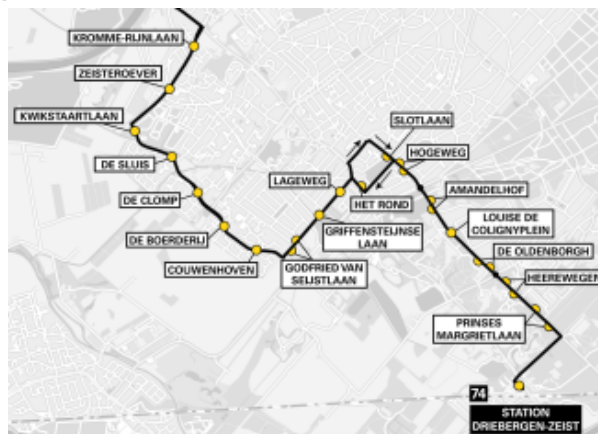 KROMME-RIJNLAAN
ZEISTEROEVER
KWIKSTAARTLAAN
DE SLUIS
DE CLOMP
DE BOERDERIJ
COUWENHOVEN
GODFRIED VAN
SEIJSTLAAN
GRIFFENSTEIJNSE
LAAN
LAGEWEG
HET ROND
SLOTLAAN
HOGEWEG
AMANDELHOF
LOUISE DE
COLIGNYPLEIN
DE OLDENBORGH
HEEREWEGEN
PRINSES
MARGRIETLAAN
74
STATION
DRIEBERGEN-ZEIST